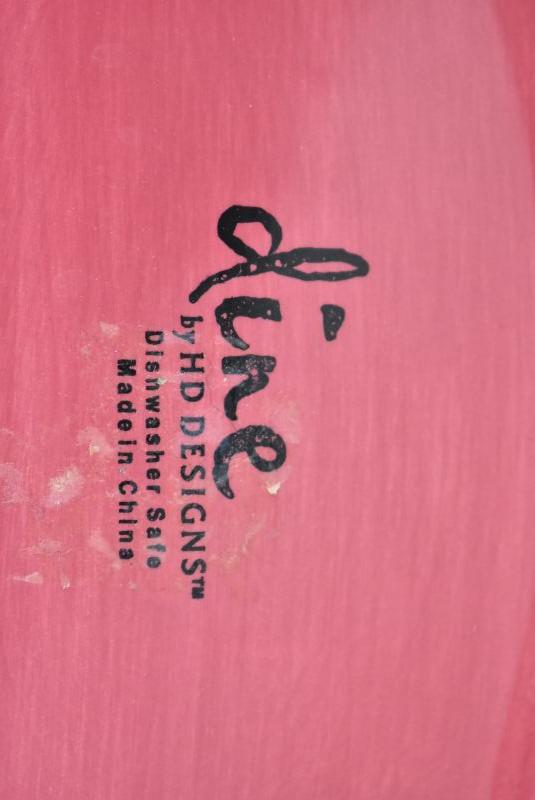 dine
by HD DESIGNS™
Dishwasher Safe
Made in China